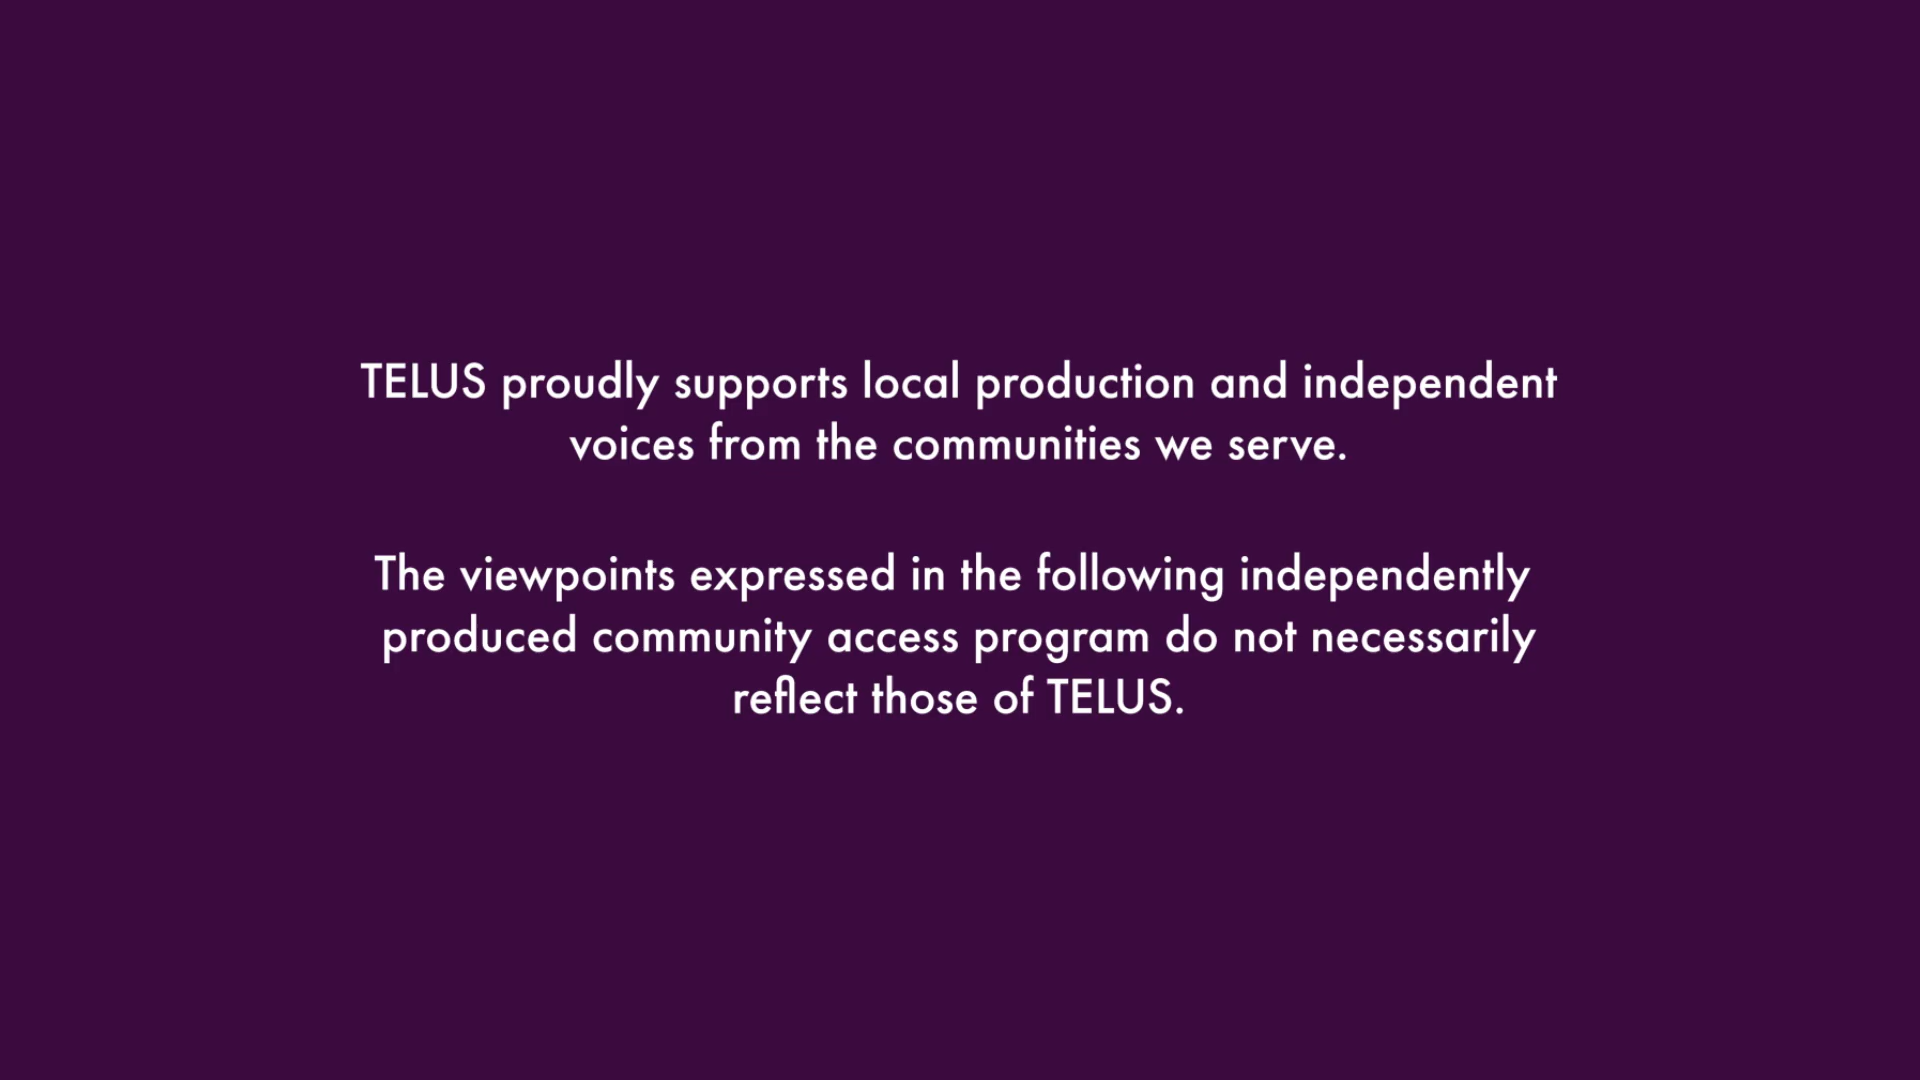 TELUS proudly supports local production and independent
voices from the communities we serve.
The viewpoints expressed in the following independently
produced community access program do not necessarily
reflect those of TELUS.